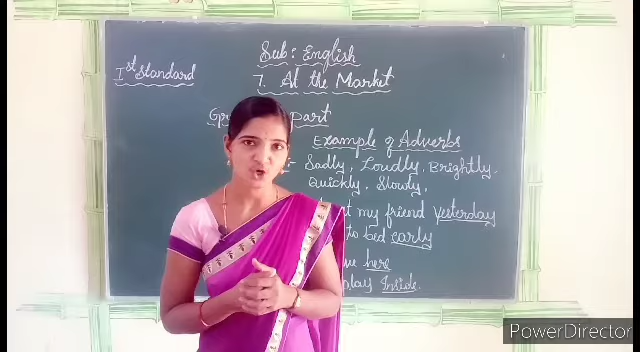 Sub: English
Ist Standard
7. At the Market
part
Example of Adverbs
Sadly, Loudly, Brightly.
Quickly, Slowly,
my friend yesterday
to bed early
here
play Inside.
PowerDirector